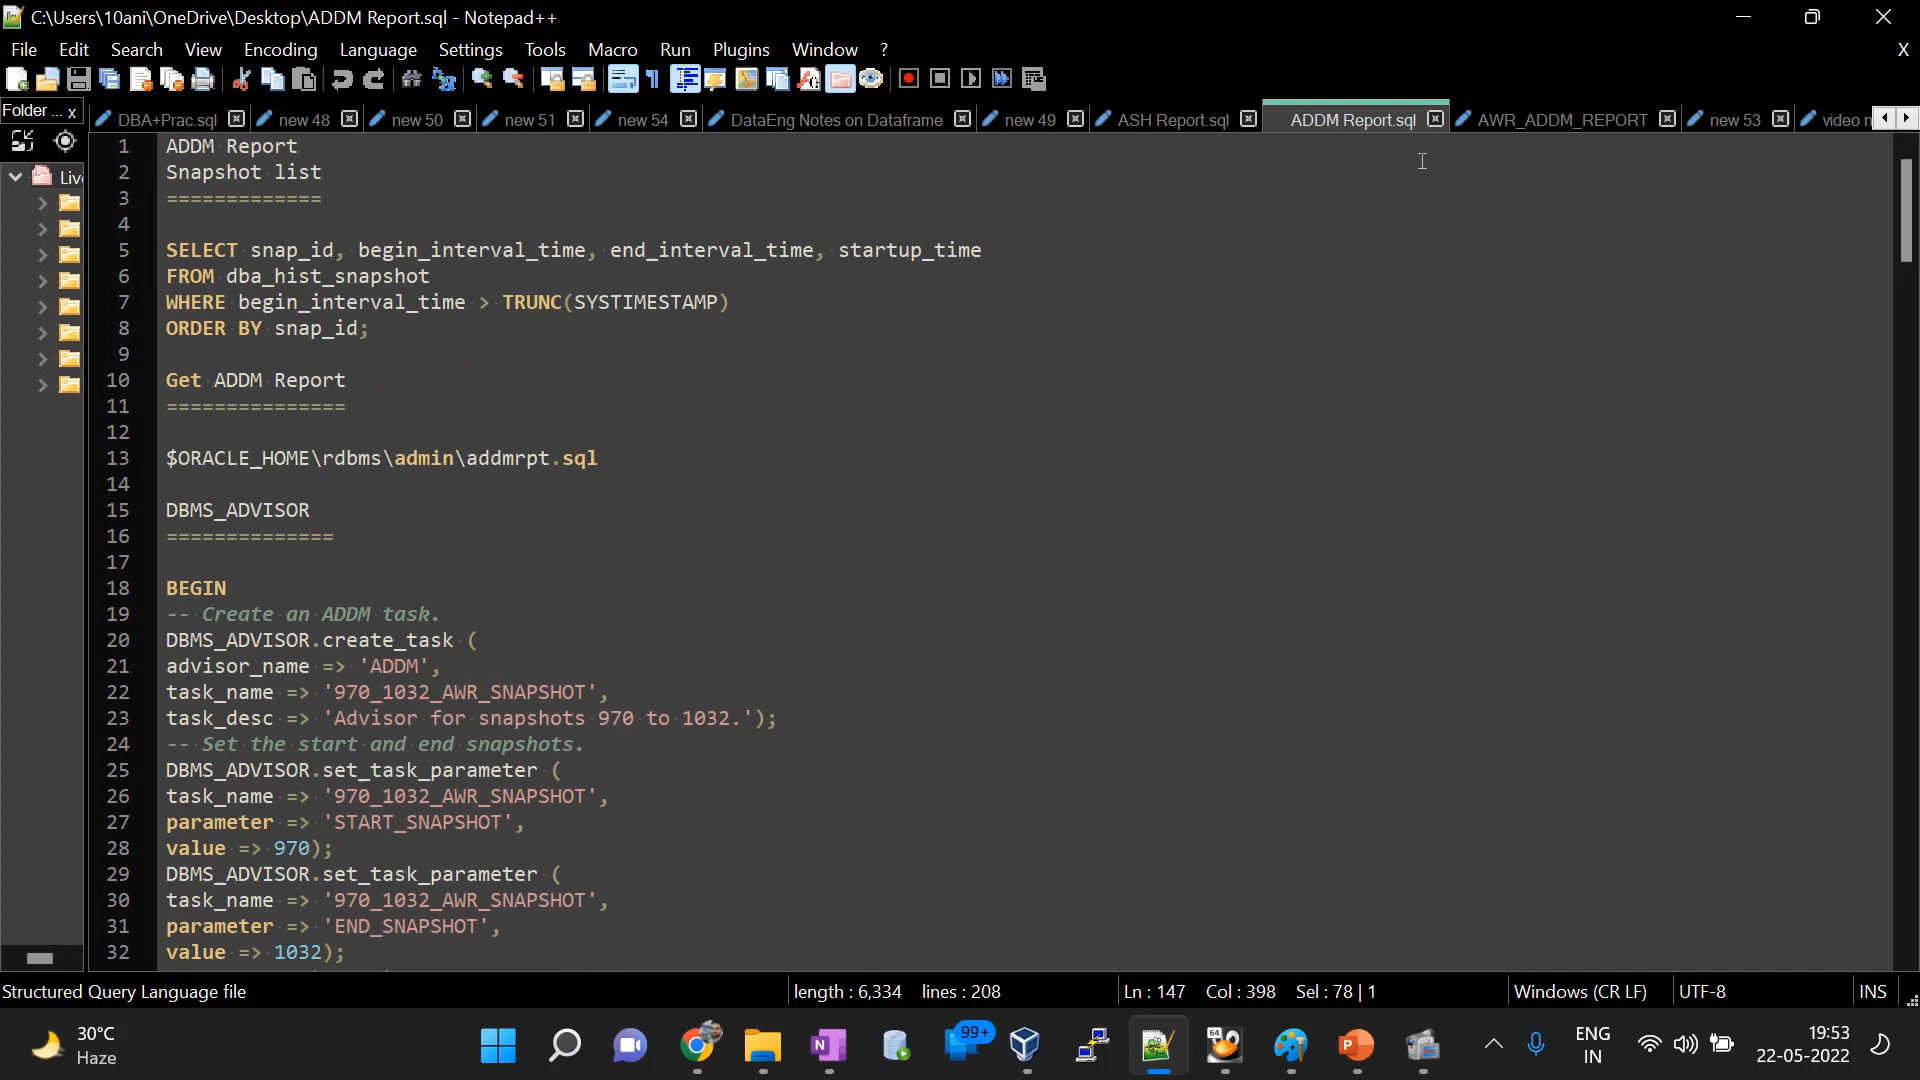 C:\Users\10ani\OneDrive\Desktop\ADDM Report.sql - Notepad++
File Edit Search View Encoding Language Settings Tools Macro Run Plugins Window ? X
Folder ... x
DBA+Prac.sql new 48 new 50 new 51 new 54 DataEng Notes on Dataframe new 49 ASH Report.sql ADDM Report.sql AWR_ADDM_REPORT new 53 video n
Liv
1 ADDM Report
2 Snapshot list
3 =============
4
5 SELECT snap_id, begin_interval_time, end_interval_time, startup_time
6 FROM dba_hist_snapshot
7 WHERE begin_interval_time > TRUNC(SYSTIMESTAMP)
8 ORDER BY snap_id;
9
10 Get ADDM Report
11 ===============
12
13 $ORACLE_HOME\rdbms\admin\addmrpt.sql
14
15 DBMS_ADVISOR
16 ==============
17
18 BEGIN
19 -- Create an ADDM task.
20 DBMS_ADVISOR.create_task (
21 advisor_name => 'ADDM',
22 task_name => '970_1032_AWR_SNAPSHOT',
23 task_desc => 'Advisor for snapshots 970 to 1032.');
24 -- Set the start and end snapshots.
25 DBMS_ADVISOR.set_task_parameter (
26 task_name => '970_1032_AWR_SNAPSHOT',
27 parameter => 'START_SNAPSHOT',
28 value => 970);
29 DBMS_ADVISOR.set_task_parameter (
30 task_name => '970_1032_AWR_SNAPSHOT',
31 parameter => 'END_SNAPSHOT',
32 value => 1032);
Structured Query Language file length : 6,334 lines : 208 Ln : 147 Col : 398 Sel : 78 | 1 Windows (CR LF) UTF-8 INS
30°C
Haze
99+
64
ENG
IN
19:53
22-05-2022